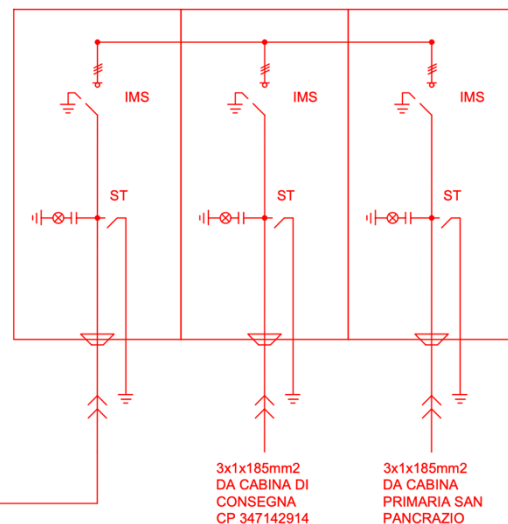 IMS
IMS
IMS
ST
ST
ST
3x1x185mm2
DA CABINA DI
CONSEGNA
CP 347142914
3x1x185mm2
DA CABINA
PRIMARIA SAN
PANCRAZIO